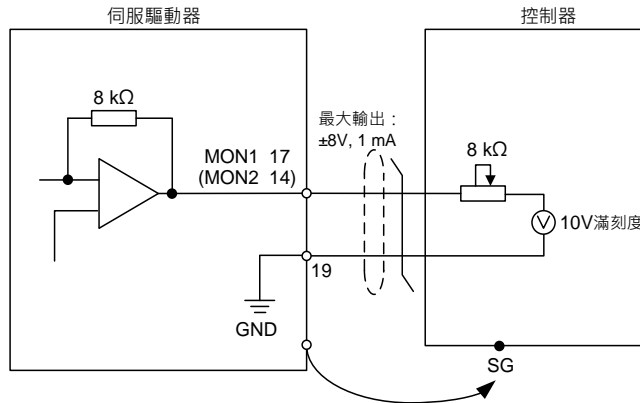 伺服驅動器
控制器
8 kΩ
最大輸出：
±8V, 1 mA
MON1 17
(MON2 14)
8 kΩ
10V滿刻度
19
GND
SG
V